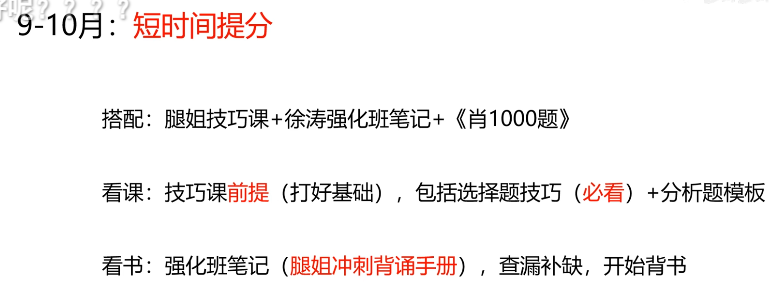 呢？？？？
9-10月：短时间提分
搭配：腿姐技巧课+徐涛强化班笔记+《肖1000题》
看课：技巧课前提（打好基础），包括选择题技巧（必看）+分析题模板
看书：强化班笔记（腿姐冲刺背诵手册），查漏补缺，开始背书